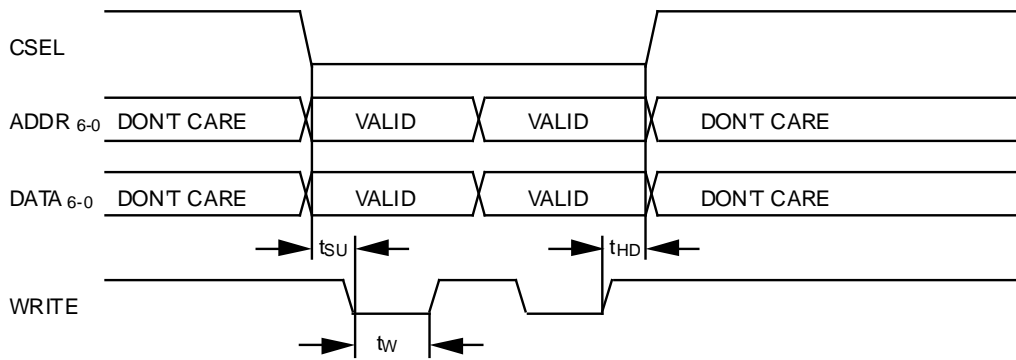 CSEL
ADDR 6-0 DON'T CARE VALID VALID DON'T CARE
DATA 6-0 DON'T CARE VALID VALID DON'T CARE
tSU tHD
WRITE
tW